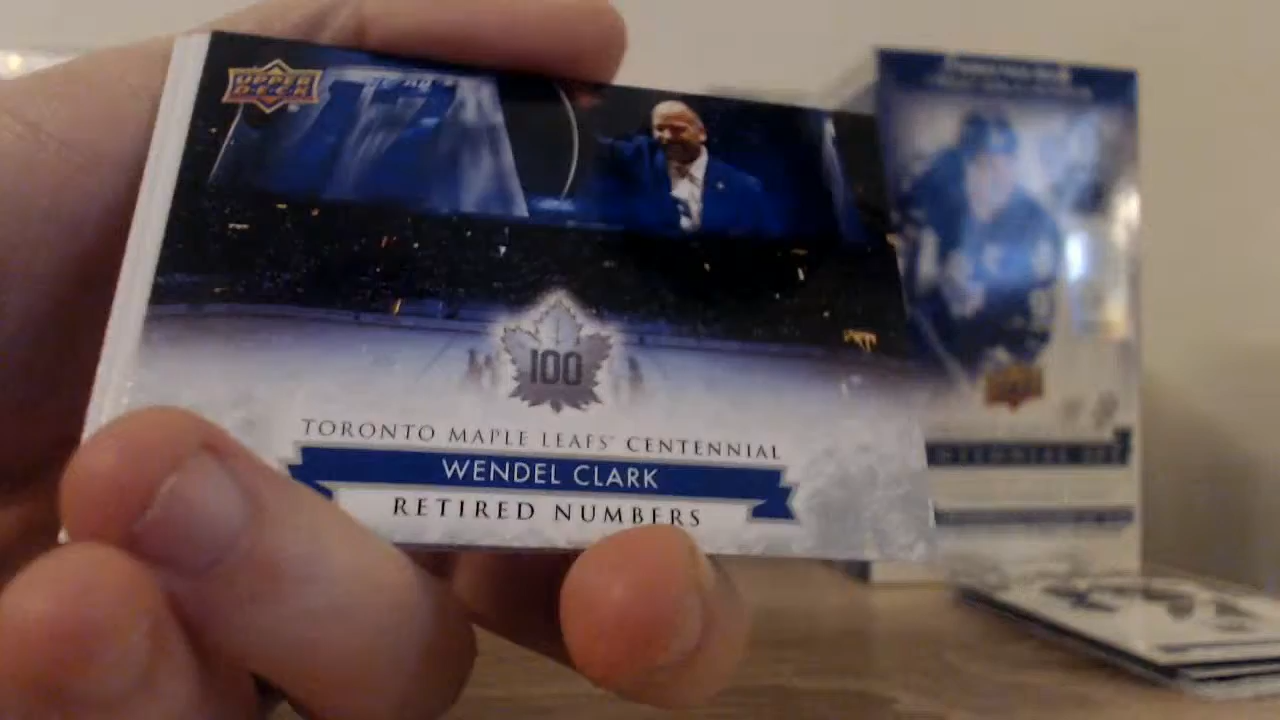 UPPER
DECK
100
TORONTO MAPLE LEAFS' CENTENNIAL
WENDEL CLARK
RETIRED NUMBERS